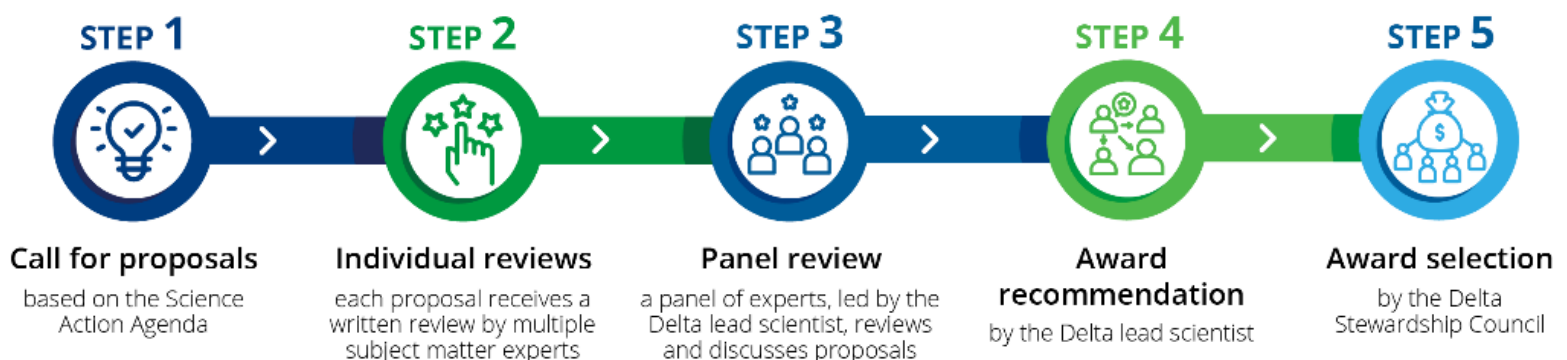 STEP 1
Call for proposals
based on the Science
Action Agenda
STEP 2
Individual reviews
each proposal receives a
written review by multiple
subject matter experts
STEP 3
Panel review
a panel of experts, led by the
Delta lead scientist, reviews
and discusses proposals
STEP 4
Award
recommendation
by the Delta lead scientist
STEP 5
$
Award selection
by the Delta
Stewardship Council